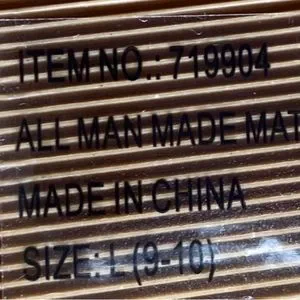 ITEM NO.: 719904
ALL MAN MADE MAT
MADE IN CHINA
SIZE: L (9-10)